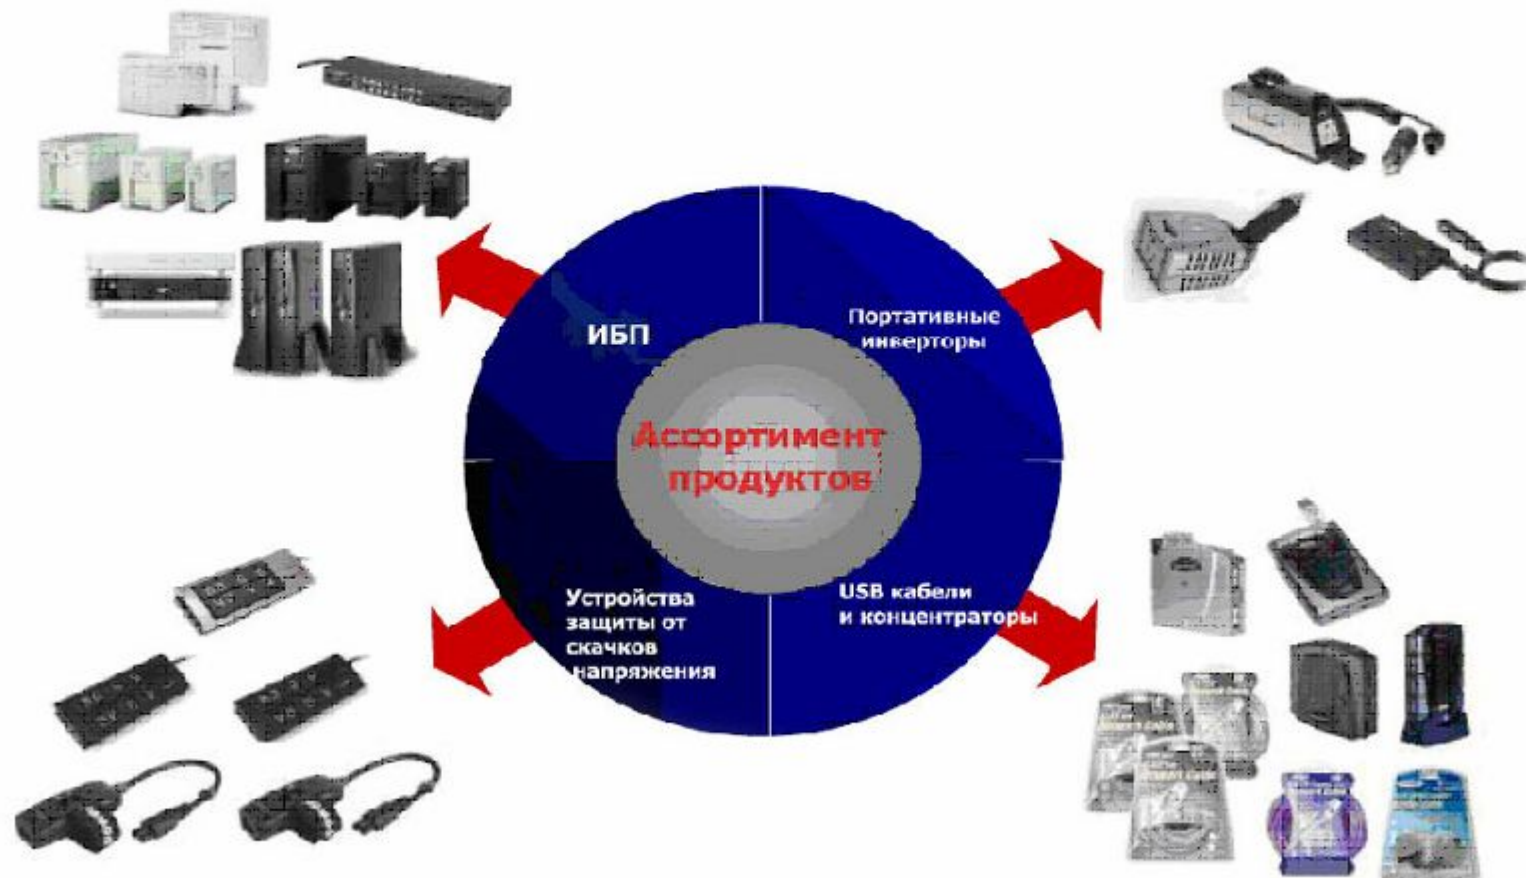 ИБП
Портативные
инверторы
Ассортимент
продуктов
Устройства
защиты от
скачков
напряжения
USB кабели
и концентраторы